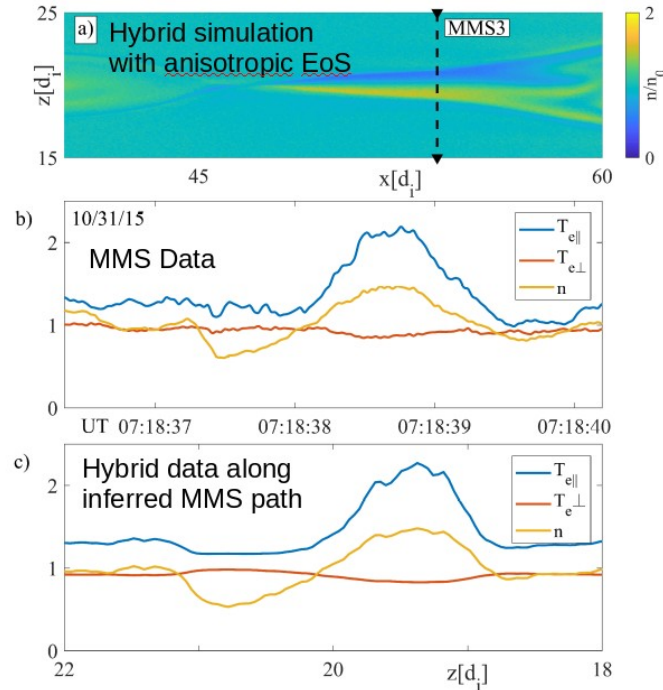 25
a)
Hybrid simulation
with anisotropic EoS
MMS3
z[d_i]
15
45
x[d_i]
60
2
n/n_0
0
b)
10/31/15
MMS Data
T_e∥
T_e⊥
n
2
1
0
UT 07:18:37 07:18:38 07:18:39 07:18:40
c)
Hybrid data along
inferred MMS path
T_e∥
T_e⊥
n
2
1
0
22
20
z[d_i]
18